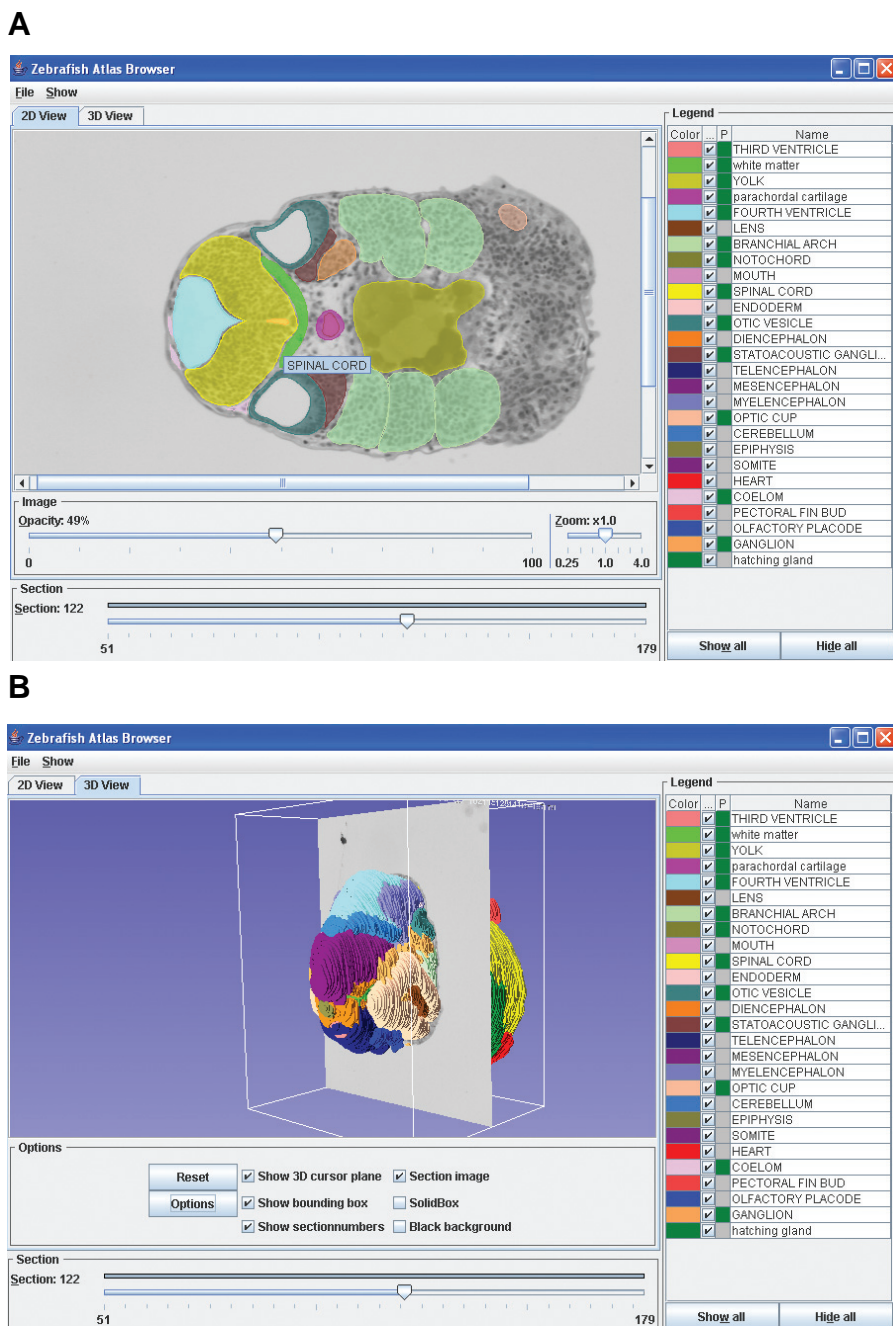 A
Zebrafish Atlas Browser
File Show
2D View 3D View
SPINAL CORD
Image
Opacity: 49%
0 100
Zoom: x1.0
0.25 1.0 4.0
Section
Section: 122
51 179
Legend
Color ... P Name
THIRD VENTRICLE
white matter
YOLK
parachordal cartilage
FOURTH VENTRICLE
LENS
BRANCHIAL ARCH
NOTOCHORD
MOUTH
SPINAL CORD
ENDODERM
OTIC VESICLE
DIENCEPHALON
STATOACOUSTIC GANGLI...
TELENCEPHALON
MESENCEPHALON
MYELENCEPHALON
OPTIC CUP
CEREBELLUM
EPIPHYSIS
SOMITE
HEART
COELOM
PECTORAL FIN BUD
OLFACTORY PLACODE
GANGLION
hatching gland
Show all Hide all
B
Zebrafish Atlas Browser
File Show
2D View 3D View
Options
Reset Show 3D cursor plane Section image
Options Show bounding box SolidBox
Show sectionnumbers Black background
Section
Section: 122
51 179
Legend
Color ... P Name
THIRD VENTRICLE
white matter
YOLK
parachordal cartilage
FOURTH VENTRICLE
LENS
BRANCHIAL ARCH
NOTOCHORD
MOUTH
SPINAL CORD
ENDODERM
OTIC VESICLE
DIENCEPHALON
STATOACOUSTIC GANGLI...
TELENCEPHALON
MESENCEPHALON
MYELENCEPHALON
OPTIC CUP
CEREBELLUM
EPIPHYSIS
SOMITE
HEART
COELOM
PECTORAL FIN BUD
OLFACTORY PLACODE
GANGLION
hatching gland
Show all Hide all